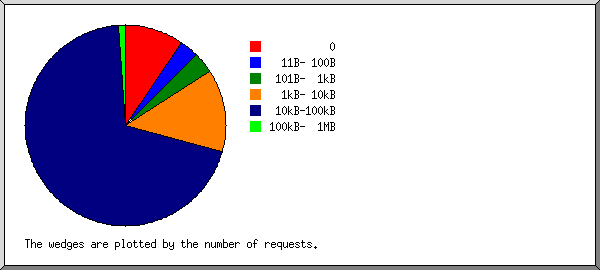 0
11B- 100B
101B- 1kB
1kB- 10kB
10kB-100kB
100kB- 1MB
The wedges are plotted by the number of requests.